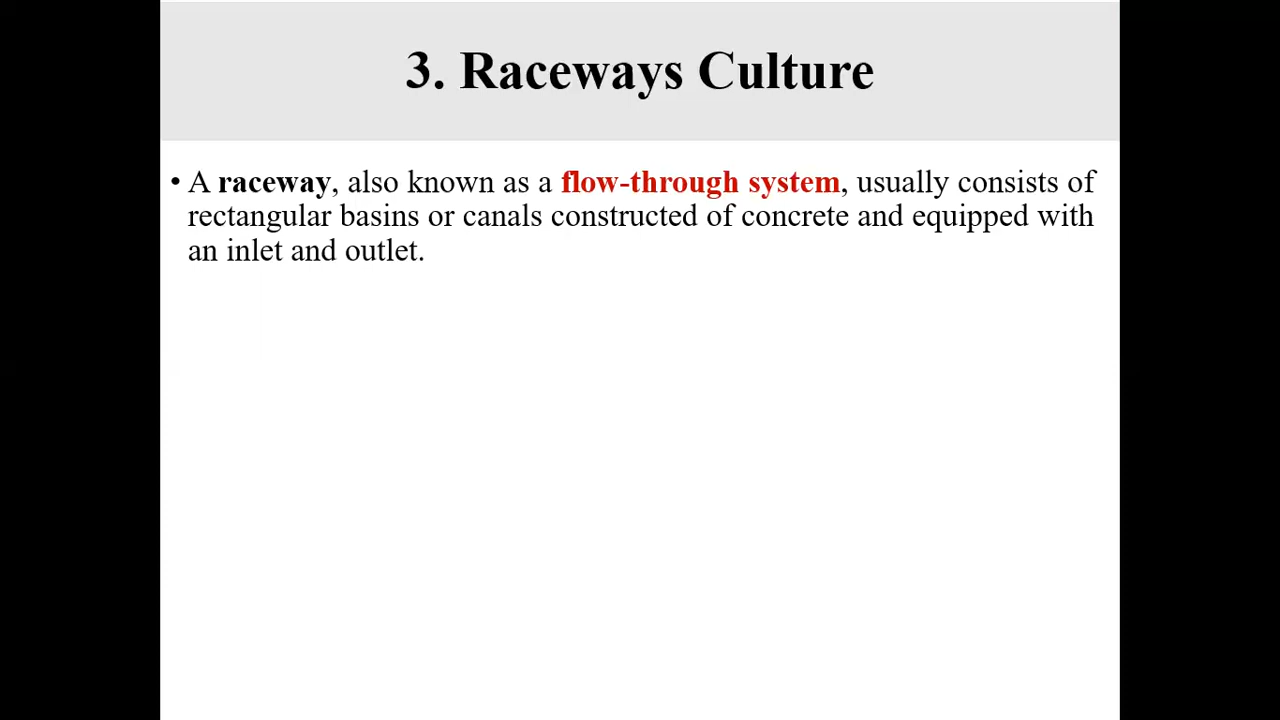 3. Raceways Culture
• A raceway, also known as a flow-through system, usually consists of
rectangular basins or canals constructed of concrete and equipped with
an inlet and outlet.